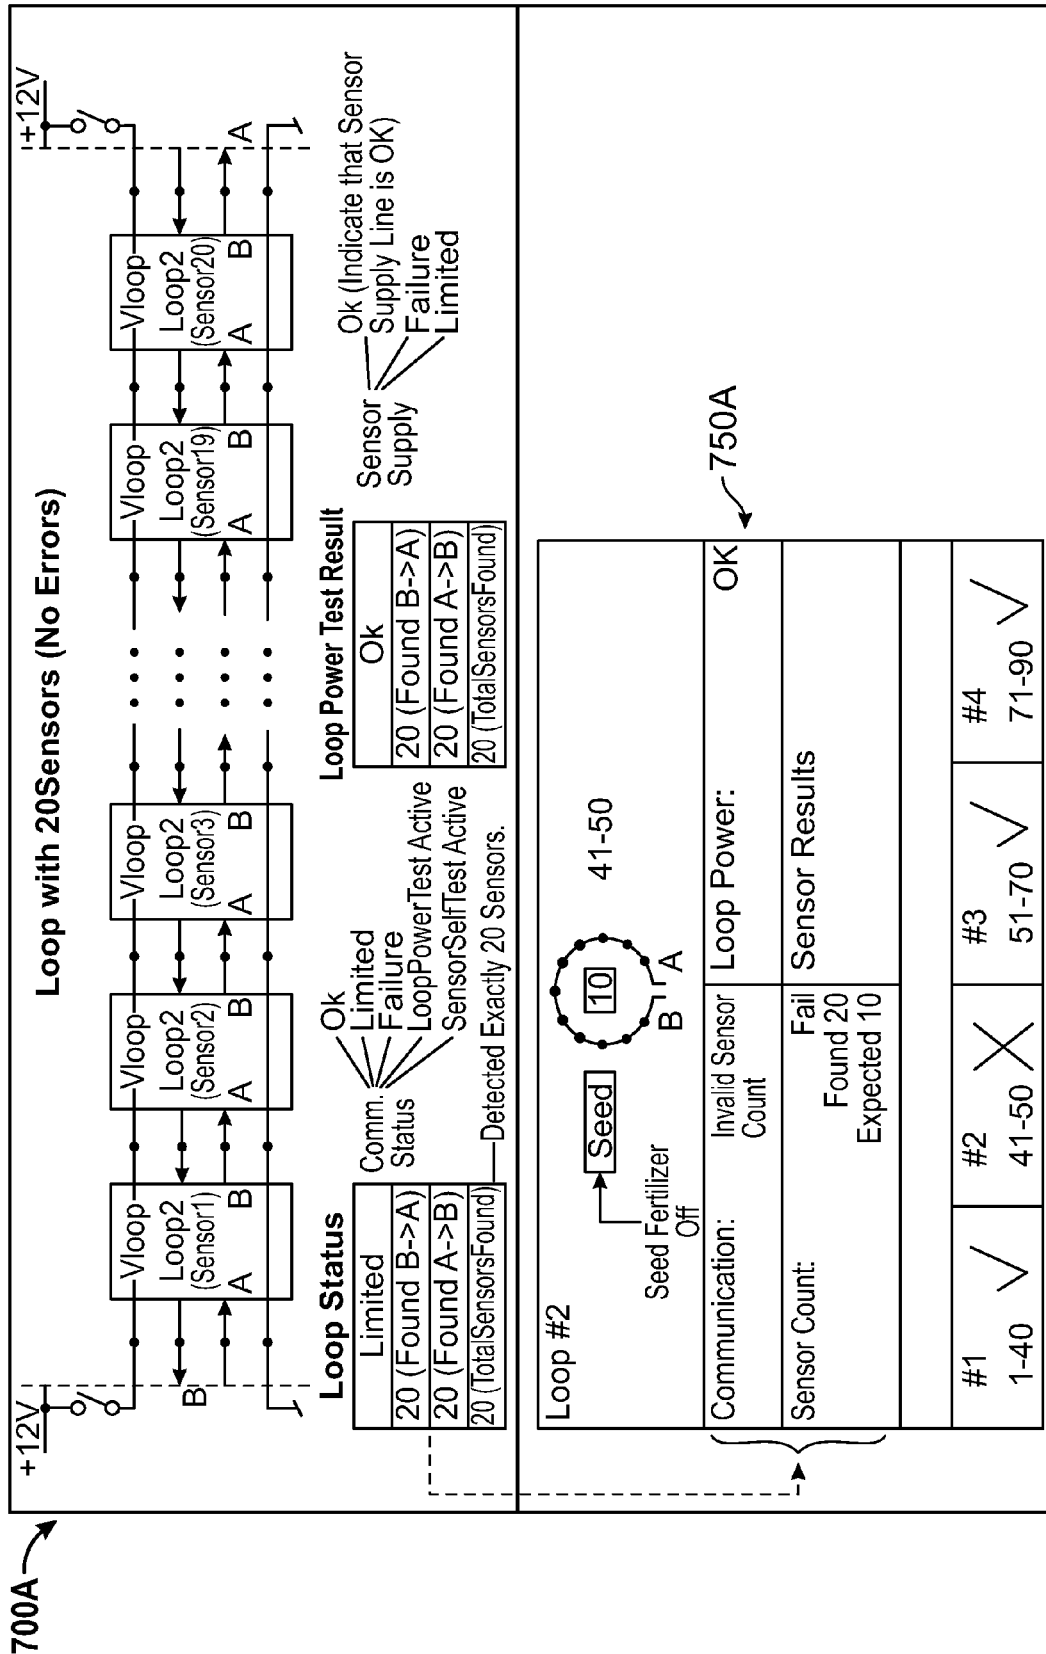 700A
Loop with 20Sensors (No Errors)
+12V
+12V
B
A
Vloop
Loop2
(Sensor1)
A B
Vloop
Loop2
(Sensor2)
A B
Vloop
Loop2
(Sensor3)
A B
Vloop
Loop2
(Sensor19)
A B
Vloop
Loop2
(Sensor20)
A B
Loop Status
Limited
20 (Found B->A)
20 (Found A->B)
20 (TotalSensorsFound)
Comm.
Status
Ok
Limited
Failure
LoopPowerTest Active
SensorSelfTest Active
Detected Exactly 20 Sensors.
Loop Power Test Result
Ok
20 (Found B->A)
20 (Found A->B)
20 (TotalSensorsFound)
Sensor
Supply
Ok (Indicate that Sensor
Supply Line is OK)
Failure
Limited
750A
Loop #2
Seed Fertilizer
Off
Seed
10
B A
41-50
Communication:
Invalid Sensor
Count
Loop Power:
OK
Sensor Count:
Fail
Found 20
Expected 10
Sensor Results
#1
1-40
#2
41-50
#3
51-70
#4
71-90